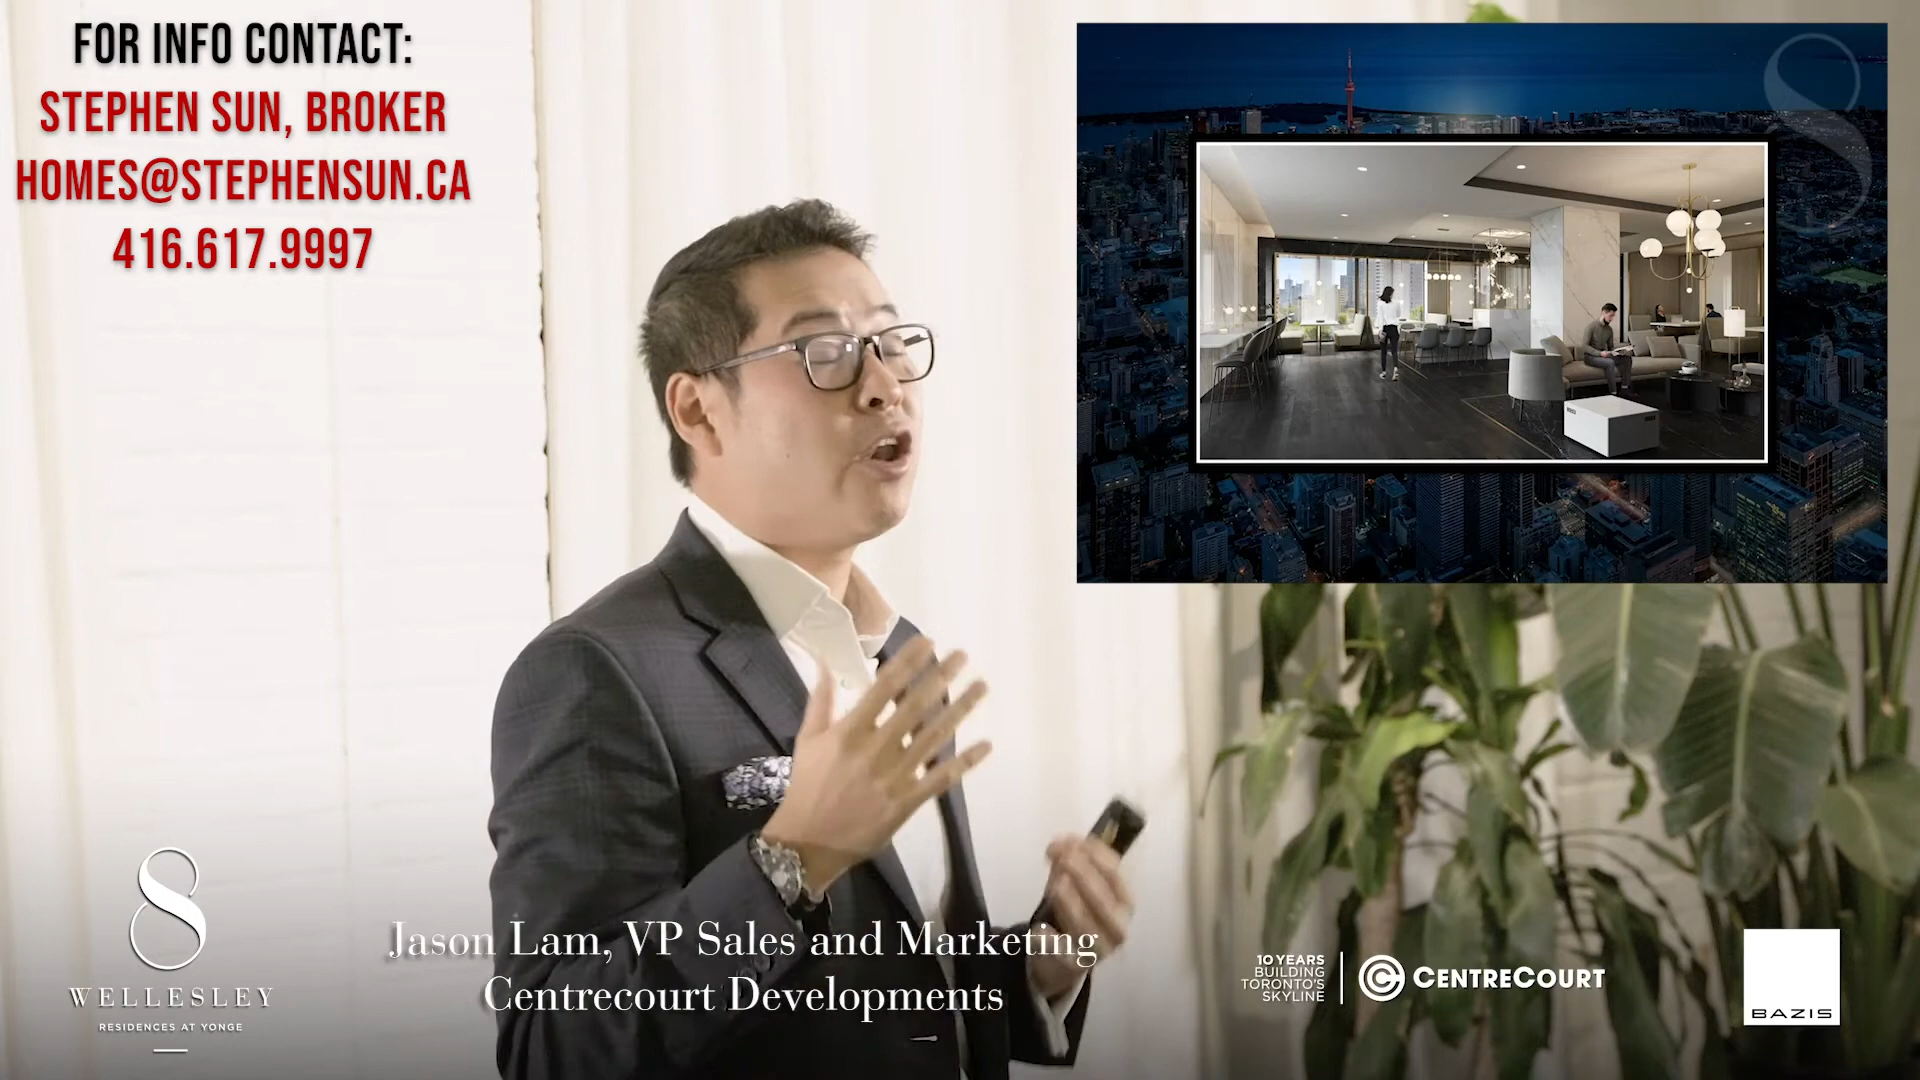 FOR INFO CONTACT:
STEPHEN SUN, BROKER
HOMES@STEPHENSUN.CA
416.617.9997
8
8
WELLESLEY
RESIDENCES AT YONGE
Jason Lam, VP Sales and Marketing
Centrecourt Developments
10 YEARS
BUILDING
TORONTO'S
SKYLINE
CENTRECOURT
BAZIS